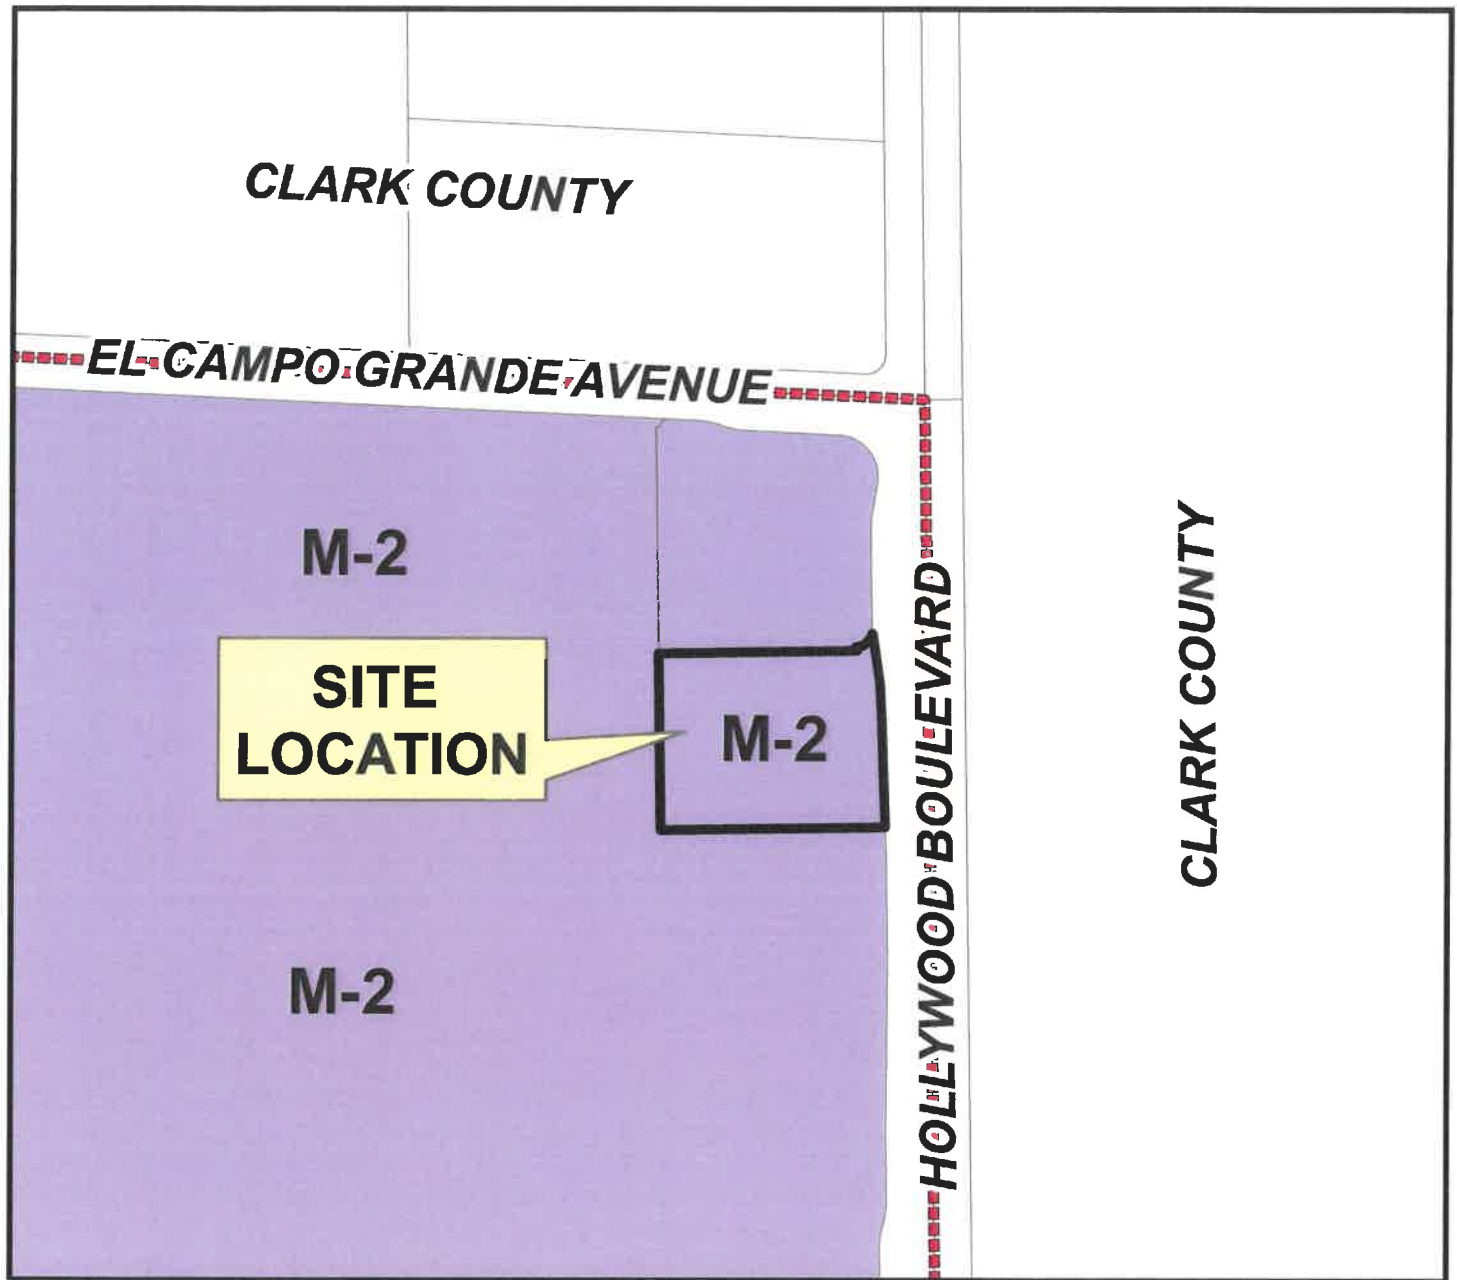 CLARK COUNTY
EL CAMPO GRANDE AVENUE
M-2
SITE
LOCATION
M-2
HOLLYWOOD BOULEVARD
CLARK COUNTY
M-2